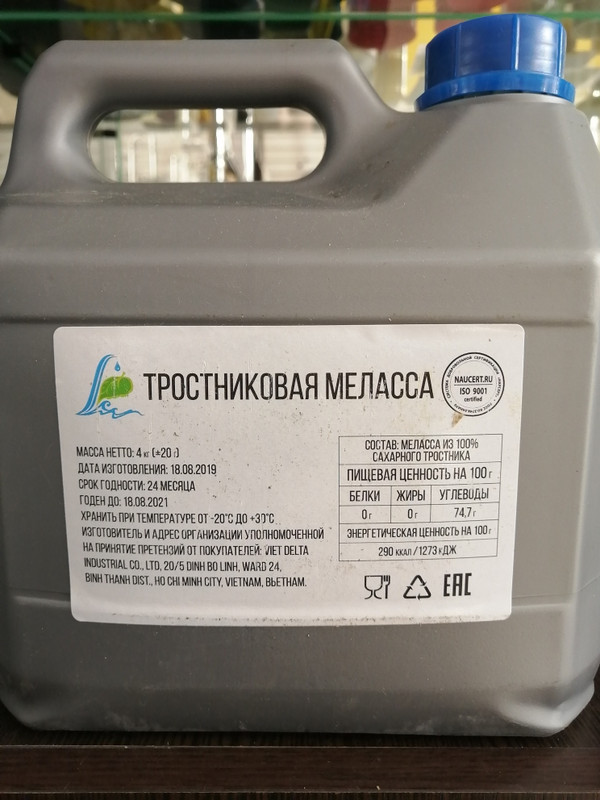 ТРОСТНИКОВАЯ МЕЛАССА
NAUCERT.RU
ISO 9001
certified
МАССА НЕТТО: 4 кг (±20 г)
ДАТА ИЗГОТОВЛЕНИЯ: 18.08.2019
СРОК ГОДНОСТИ: 24 МЕСЯЦА
ГОДЕН ДО: 18.08.2021
ХРАНИТЬ ПРИ ТЕМПЕРАТУРЕ ОТ -20°С ДО +30°С
ИЗГОТОВИТЕЛЬ И АДРЕС ОРГАНИЗАЦИИ УПОЛНОМОЧЕННОЙ
НА ПРИНЯТИЕ ПРЕТЕНЗИЙ ОТ ПОКУПАТЕЛЕЙ: VIET DELTA
INDUSTRIAL CO., LTD, 20/5 DINH BO LINH, WARD 24,
BINH THANH DIST., HO CHI MINH CITY, VIETNAM, ВЬЕТНАМ.
СОСТАВ: МЕЛАССА ИЗ 100%
САХАРНОГО ТРОСТНИКА
ПИЩЕВАЯ ЦЕННОСТЬ НА 100 г
БЕЛКИ ЖИРЫ УГЛЕВОДЫ
0 г 0 г 74,7 г
ЭНЕРГЕТИЧЕСКАЯ ЦЕННОСТЬ НА 100 г
290 ККАЛ /1273 кДЖ
EAC